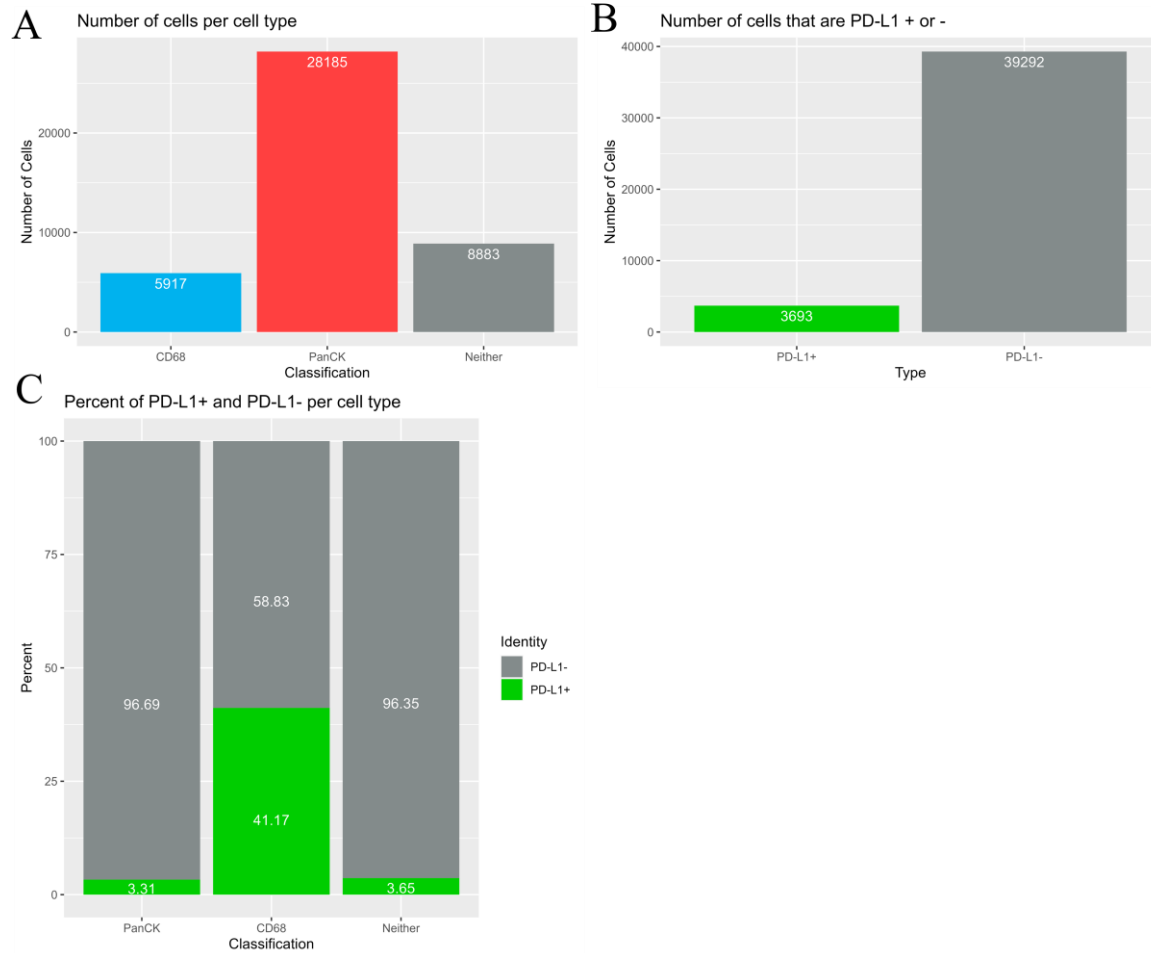 A
Number of cells per cell type
Number of Cells
20000
10000
0
28185
5917
8883
CD68
PanCK
Neither
Classification
B
Number of cells that are PD-L1 + or -
Number of Cells
40000
30000
20000
10000
0
39292
3693
PD-L1+
PD-L1-
Type
C
Percent of PD-L1+ and PD-L1- per cell type
Percent
100
75
50
25
0
96.69
58.83
96.35
3.31
41.17
3.65
PanCK
CD68
Neither
Classification
Identity
PD-L1-
PD-L1+